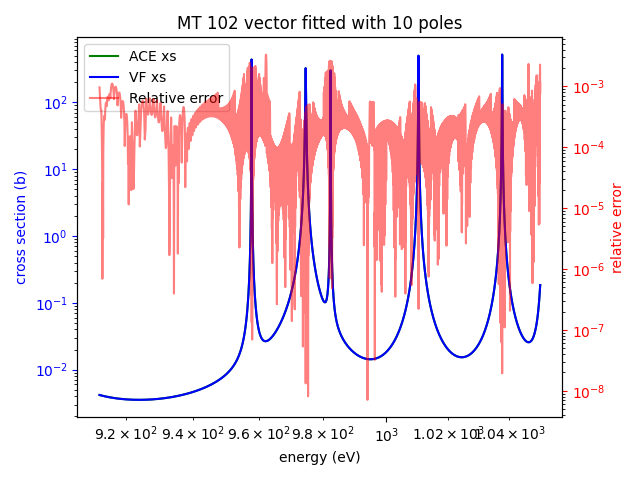 MT 102 vector fitted with 10 poles
ACE xs
VF xs
Relative error
10²
10¹
10⁰
10⁻¹
10⁻²
cross section (b)
10⁻³
10⁻⁴
10⁻⁵
10⁻⁶
10⁻⁷
10⁻⁸
relative error
9.2 × 10² 9.4 × 10² 9.6 × 10² 9.8 × 10² 10³ 1.02 × 10³ 1.04 × 10³
energy (eV)